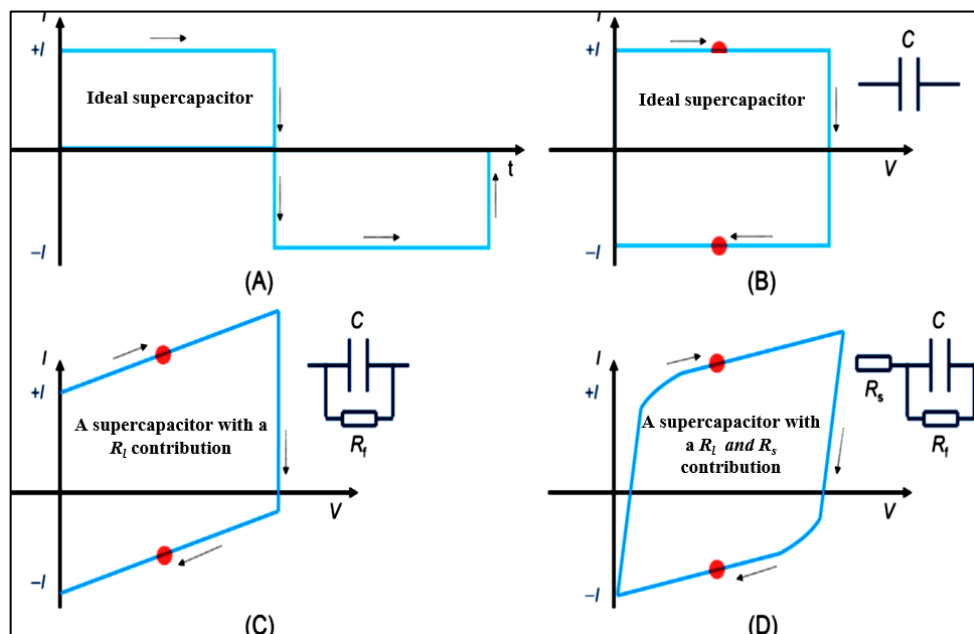 I
+I
Ideal supercapacitor
t
–I
(A)
I
+I
Ideal supercapacitor
C
V
–I
(B)
I
+I
A supercapacitor with a
R_l contribution
C
R_f
V
–I
(C)
I
+I
A supercapacitor with
a R_l and R_s
contribution
C
R_s
R_f
V
–I
(D)